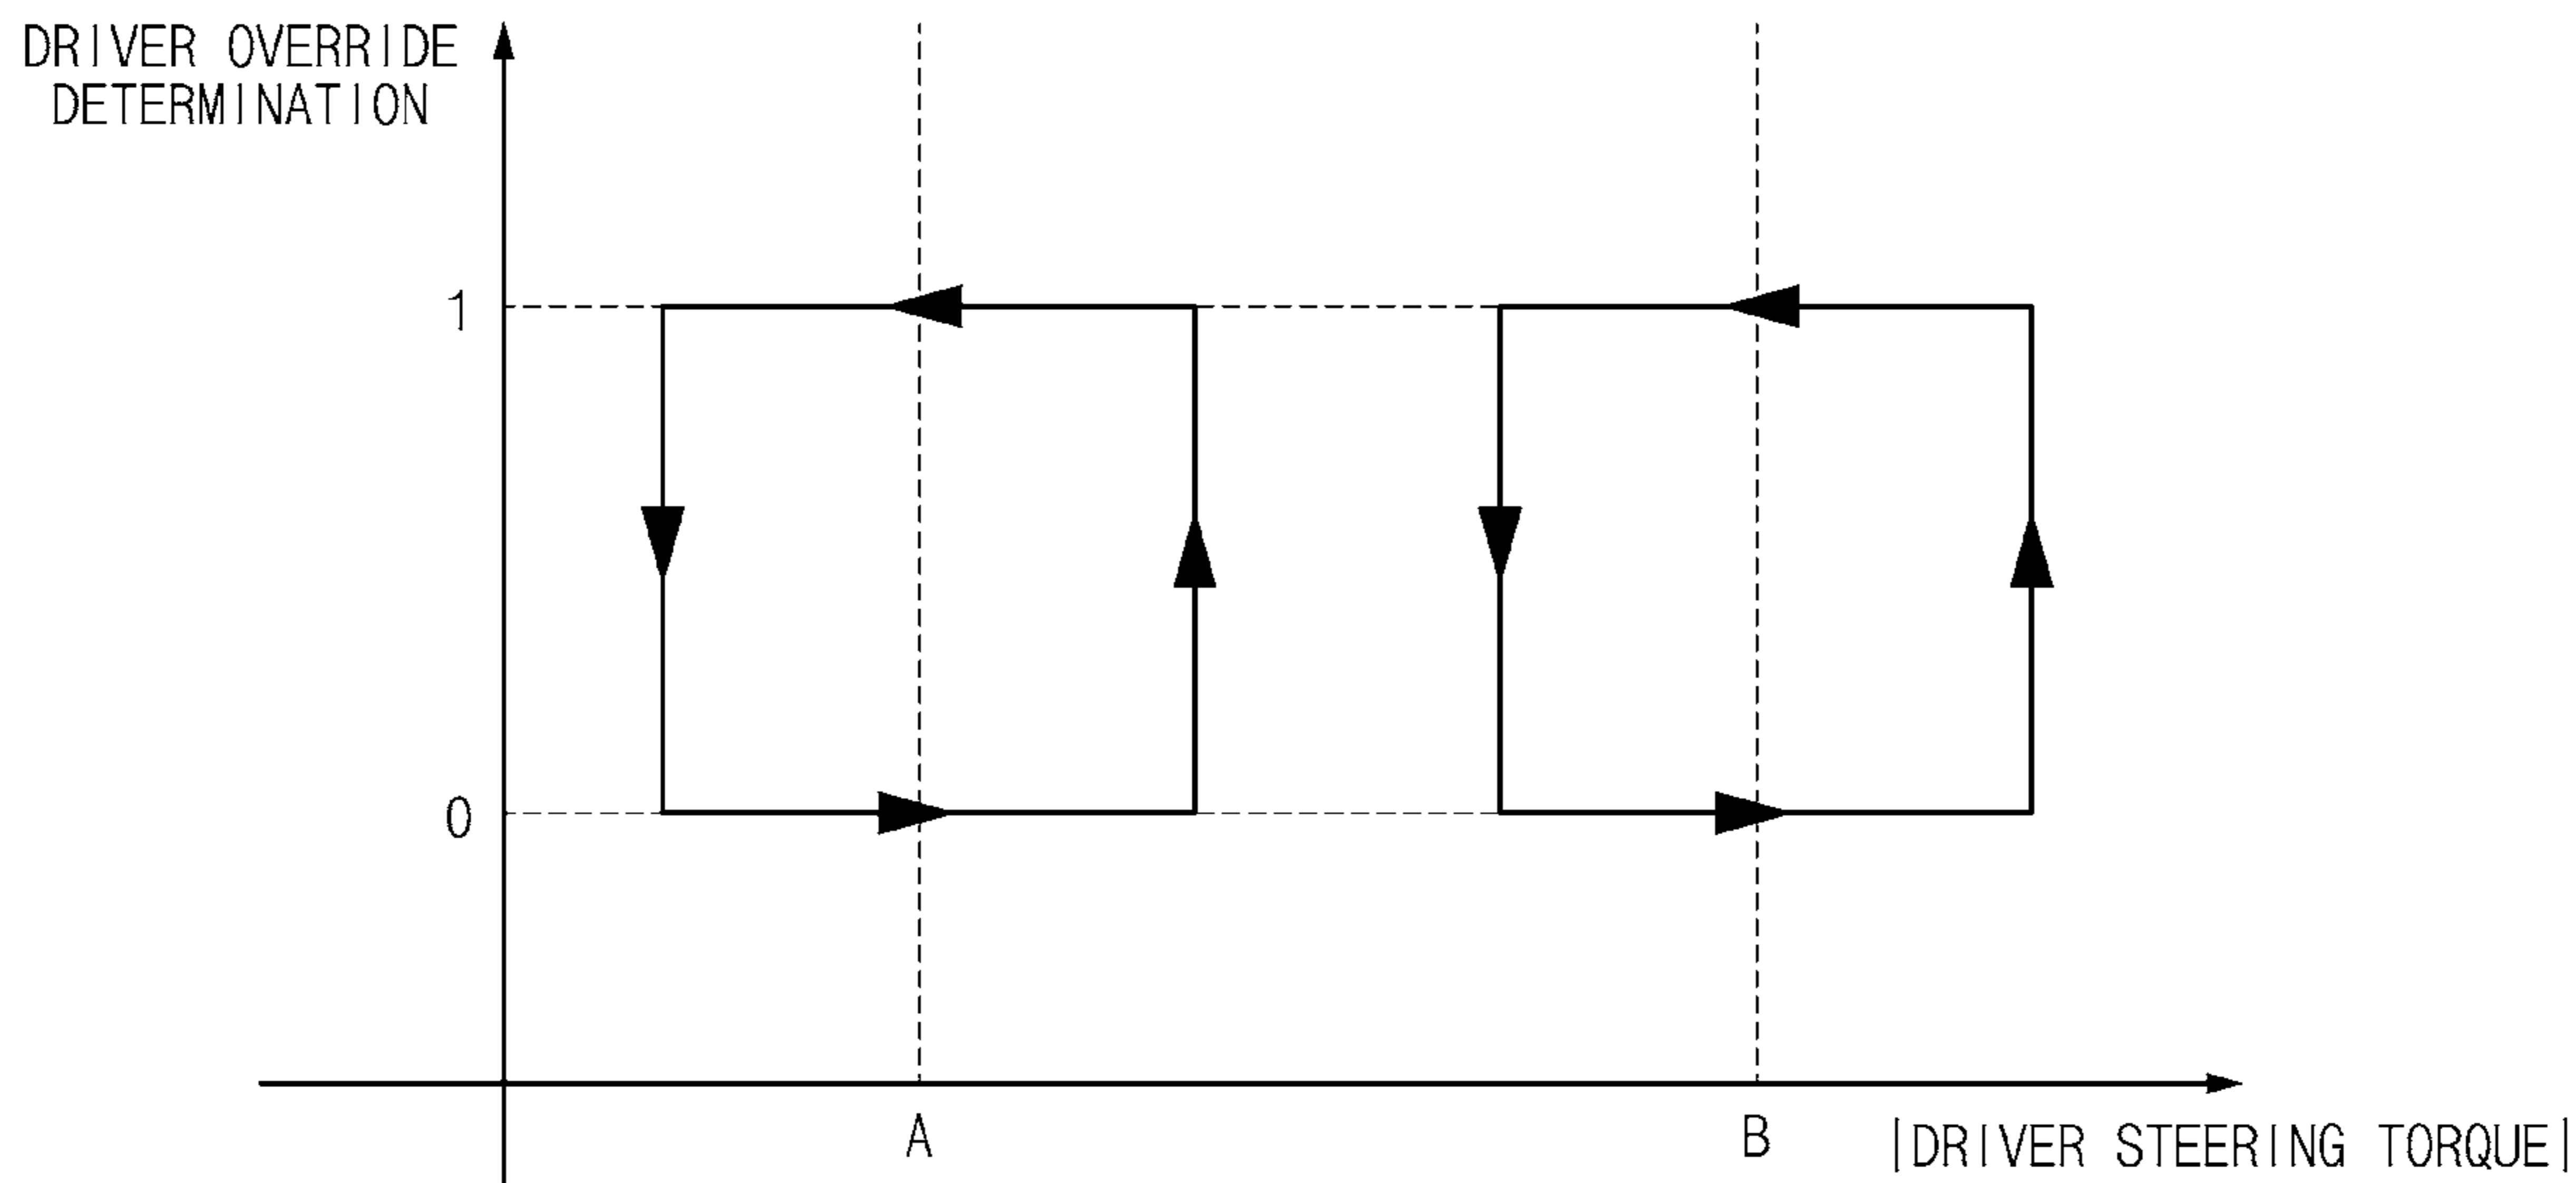 DRIVER OVERRIDE
DETERMINATION
1
0
A
B
|DRIVER STEERING TORQUE|